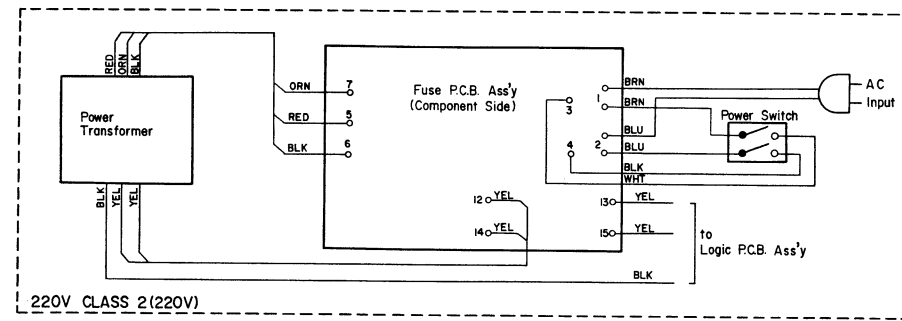 RED
ORN
BLK
Power
Transformer
BLK
YEL
YEL
ORN
7
RED
5
BLK
6
Fuse P.C.B. Ass'y
(Component Side)
3
4
1
2
BRN
BRN
BLU
BLU
BLK
WHT
AC
Input
Power Switch
12 YEL
14 YEL
13 YEL
15 YEL
to
Logic P.C.B. Ass'y
BLK
220V CLASS 2 (220V)